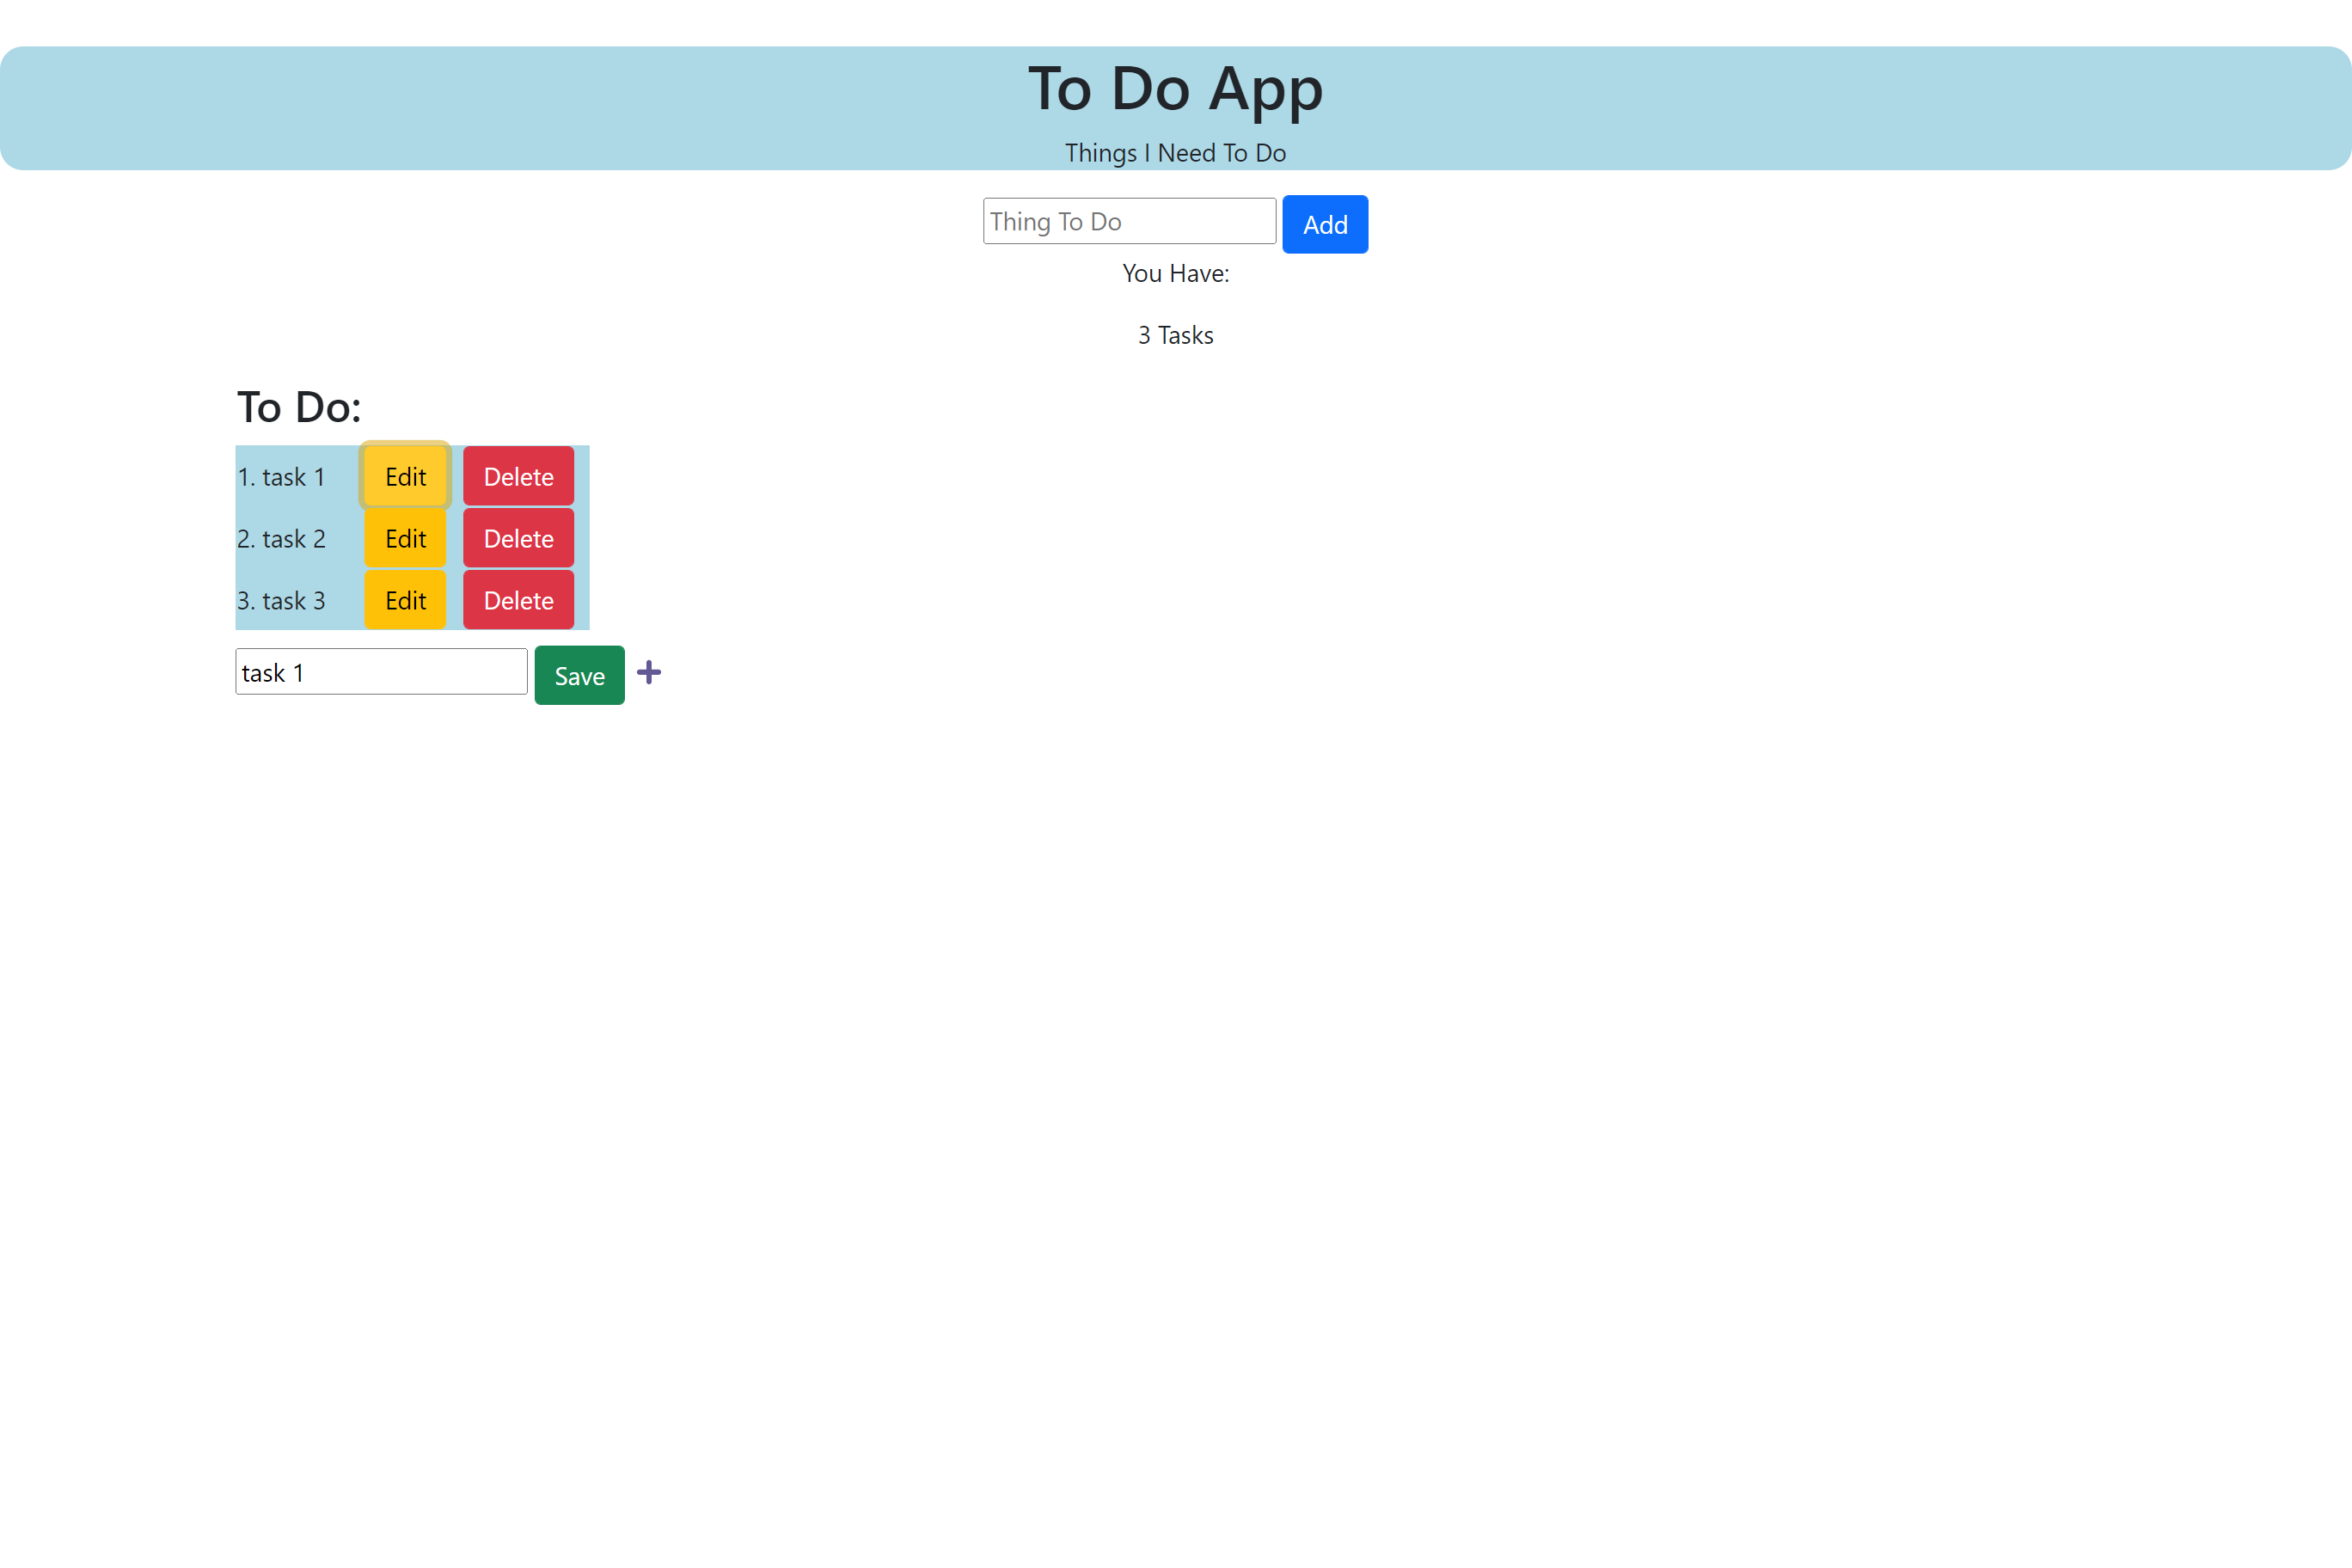 To Do App
Things I Need To Do
Thing To Do Add
You Have:
3 Tasks
To Do:
1. task 1 Edit Delete
2. task 2 Edit Delete
3. task 3 Edit Delete
task 1 Save